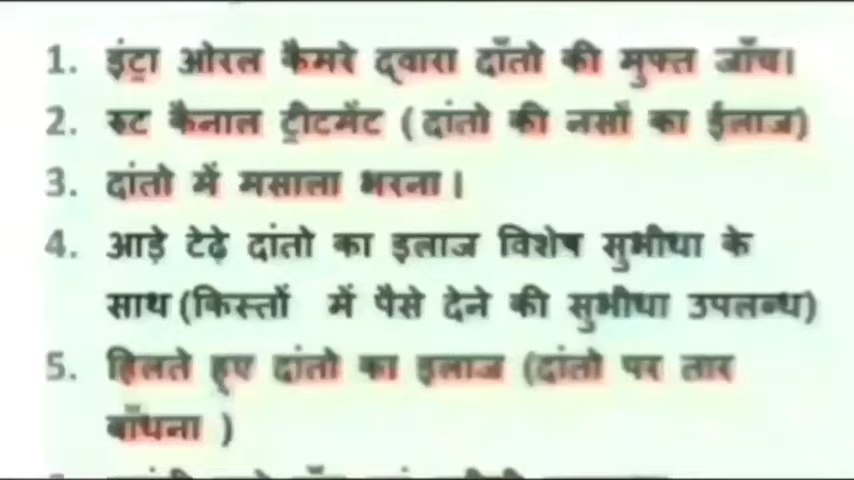 1. इंट्रा ओरल कैमरे द्वारा दाँतो की मुफ्त जाँच।
2. रुट कैनाल ट्रीटमेंट (दांतो की नसों का ईलाज)
3. दांतो में मसाला भरना।
4. आड़े टेढ़े दांतो का इलाज विशेष सुभीधा के
साथ (किस्तों में पैसे देने की सुभीधा उपलब्ध)
5. हिलते हुए दांतो का इलाज (दांतो पर तार
बाँधना )